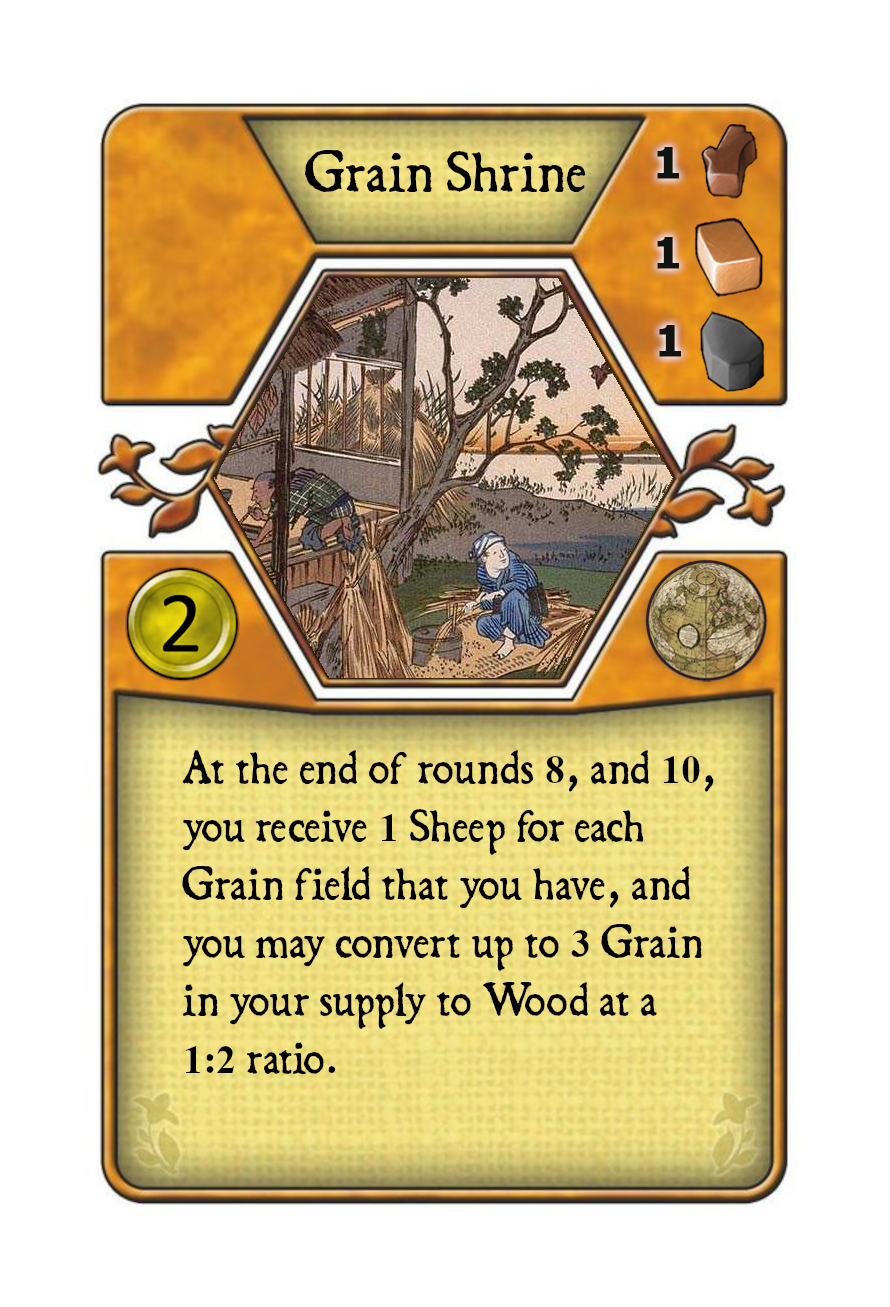 Grain Shrine
1
1
1
2
At the end of rounds 8, and 10,
you receive 1 Sheep for each
Grain field that you have, and
you may convert up to 3 Grain
in your supply to Wood at a
1:2 ratio.